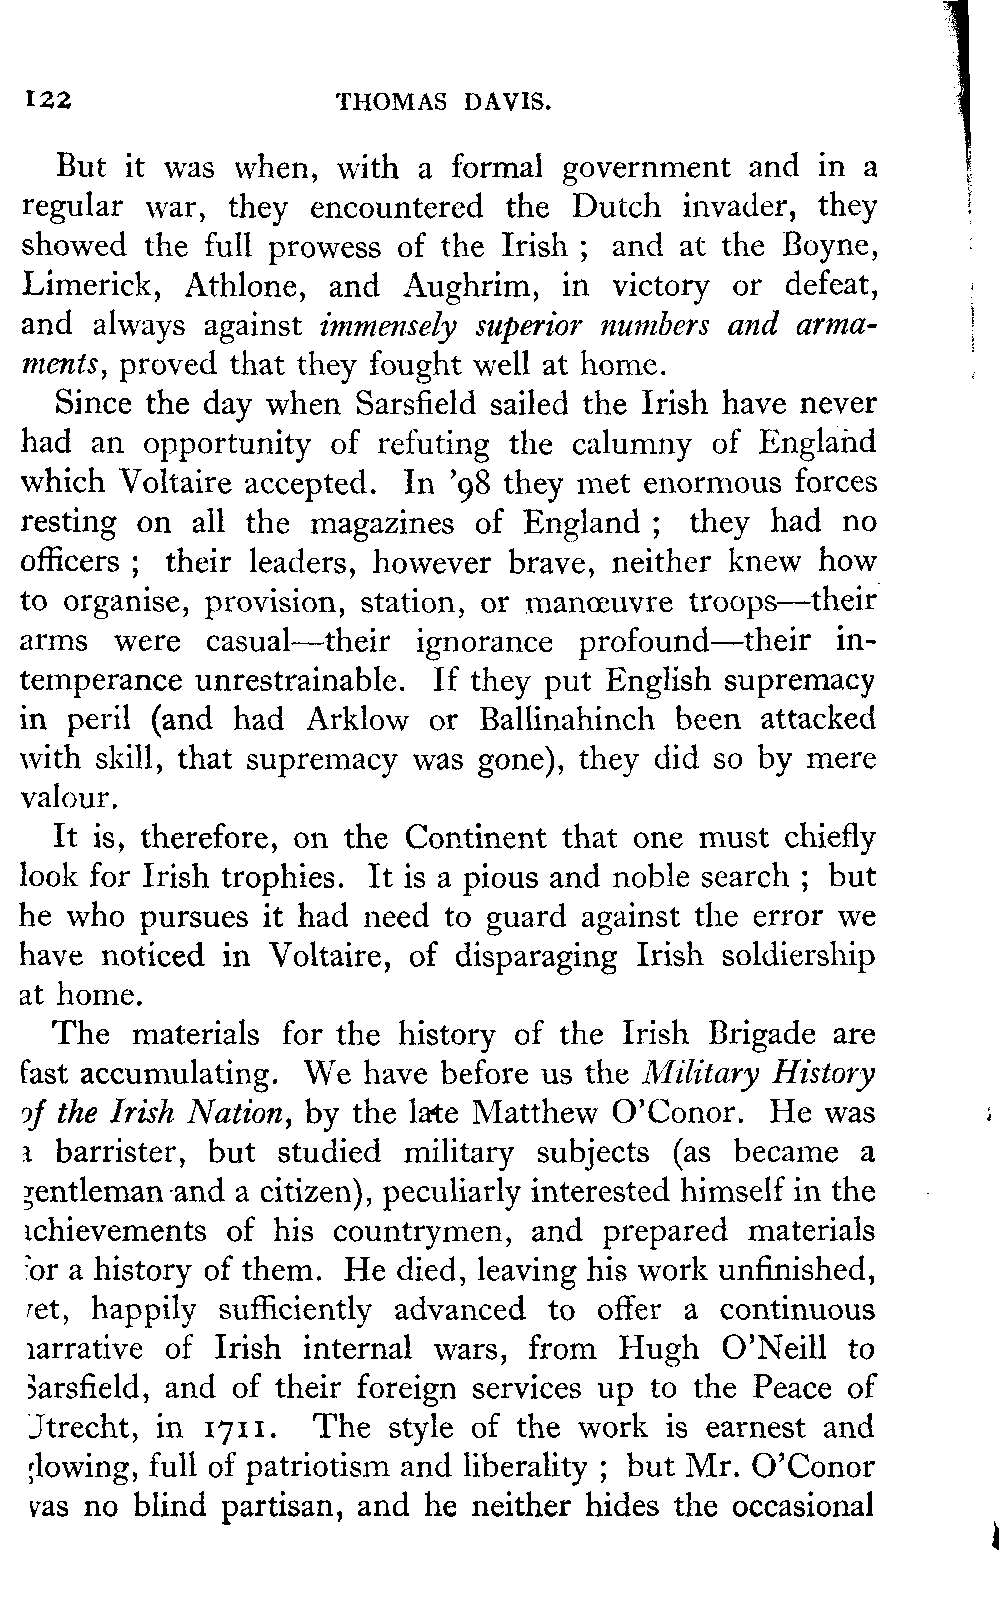 122 THOMAS DAVIS.
But it was when, with a formal government and in a
regular war, they encountered the Dutch invader, they
showed the full prowess of the Irish ; and at the Boyne,
Limerick, Athlone, and Aughrim, in victory or defeat,
and always against immensely superior numbers and arma-
ments, proved that they fought well at home.
Since the day when Sarsfield sailed the Irish have never
had an opportunity of refuting the calumny of England
which Voltaire accepted. In ’98 they met enormous forces
resting on all the magazines of England ; they had no
officers ; their leaders, however brave, neither knew how
to organise, provision, station, or manœuvre troops—their
arms were casual—their ignorance profound—their in-
temperance unrestrainable. If they put English supremacy
in peril (and had Arklow or Ballinahinch been attacked
with skill, that supremacy was gone), they did so by mere
valour.
It is, therefore, on the Continent that one must chiefly
look for Irish trophies. It is a pious and noble search ; but
he who pursues it had need to guard against the error we
have noticed in Voltaire, of disparaging Irish soldiership
at home.
The materials for the history of the Irish Brigade are
fast accumulating. We have before us the Military History
of the Irish Nation, by the late Matthew O’Conor. He was
a barrister, but studied military subjects (as became a
gentleman and a citizen), peculiarly interested himself in the
achievements of his countrymen, and prepared materials
for a history of them. He died, leaving his work unfinished,
yet, happily sufficiently advanced to offer a continuous
narrative of Irish internal wars, from Hugh O’Neill to
Sarsfield, and of their foreign services up to the Peace of
Utrecht, in 1711. The style of the work is earnest and
glowing, full of patriotism and liberality ; but Mr. O’Conor
was no blind partisan, and he neither hides the occasional